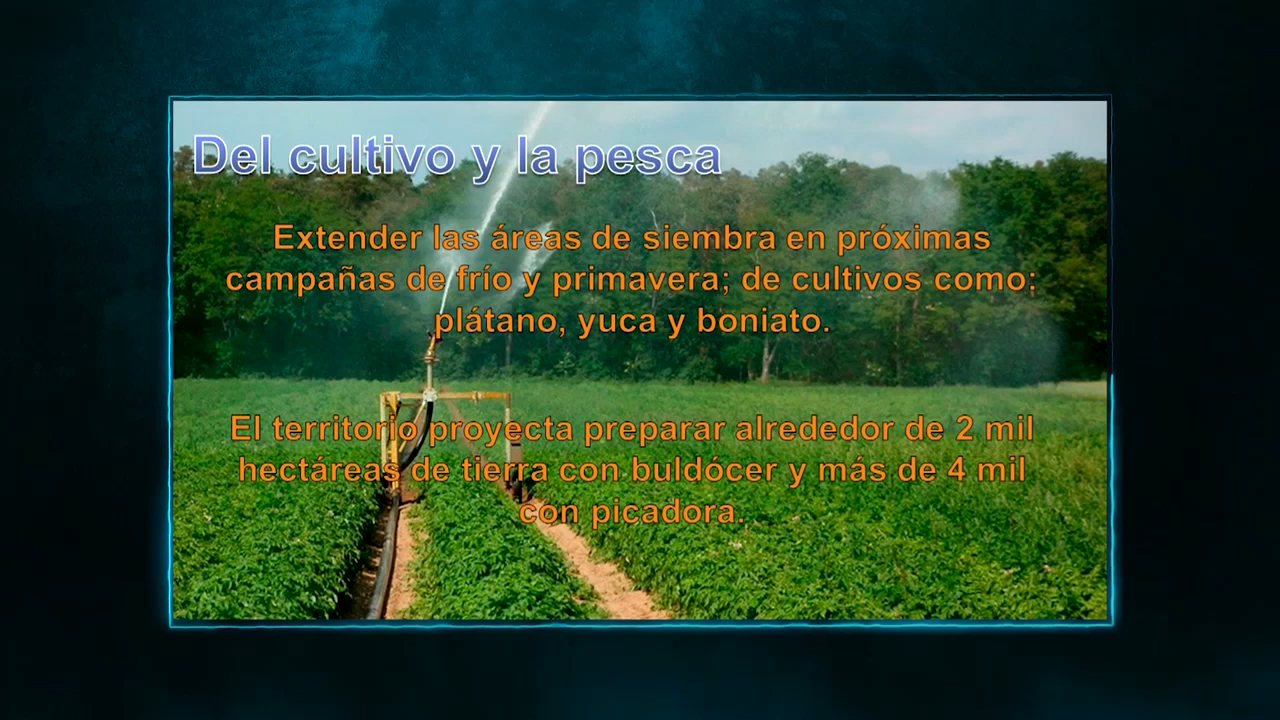 Del cultivo y la pesca
Extender las áreas de siembra en próximas
campañas de frío y primavera; de cultivos como:
plátano, yuca y boniato.
El territorio proyecta preparar alrededor de 2 mil
hectáreas de tierra con buldócer y más de 4 mil
con picadora.